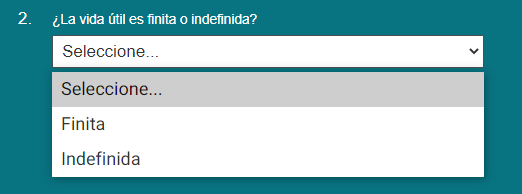 2. ¿La vida útil es finita o indefinida?
Seleccione...
Seleccione...
Finita
Indefinida